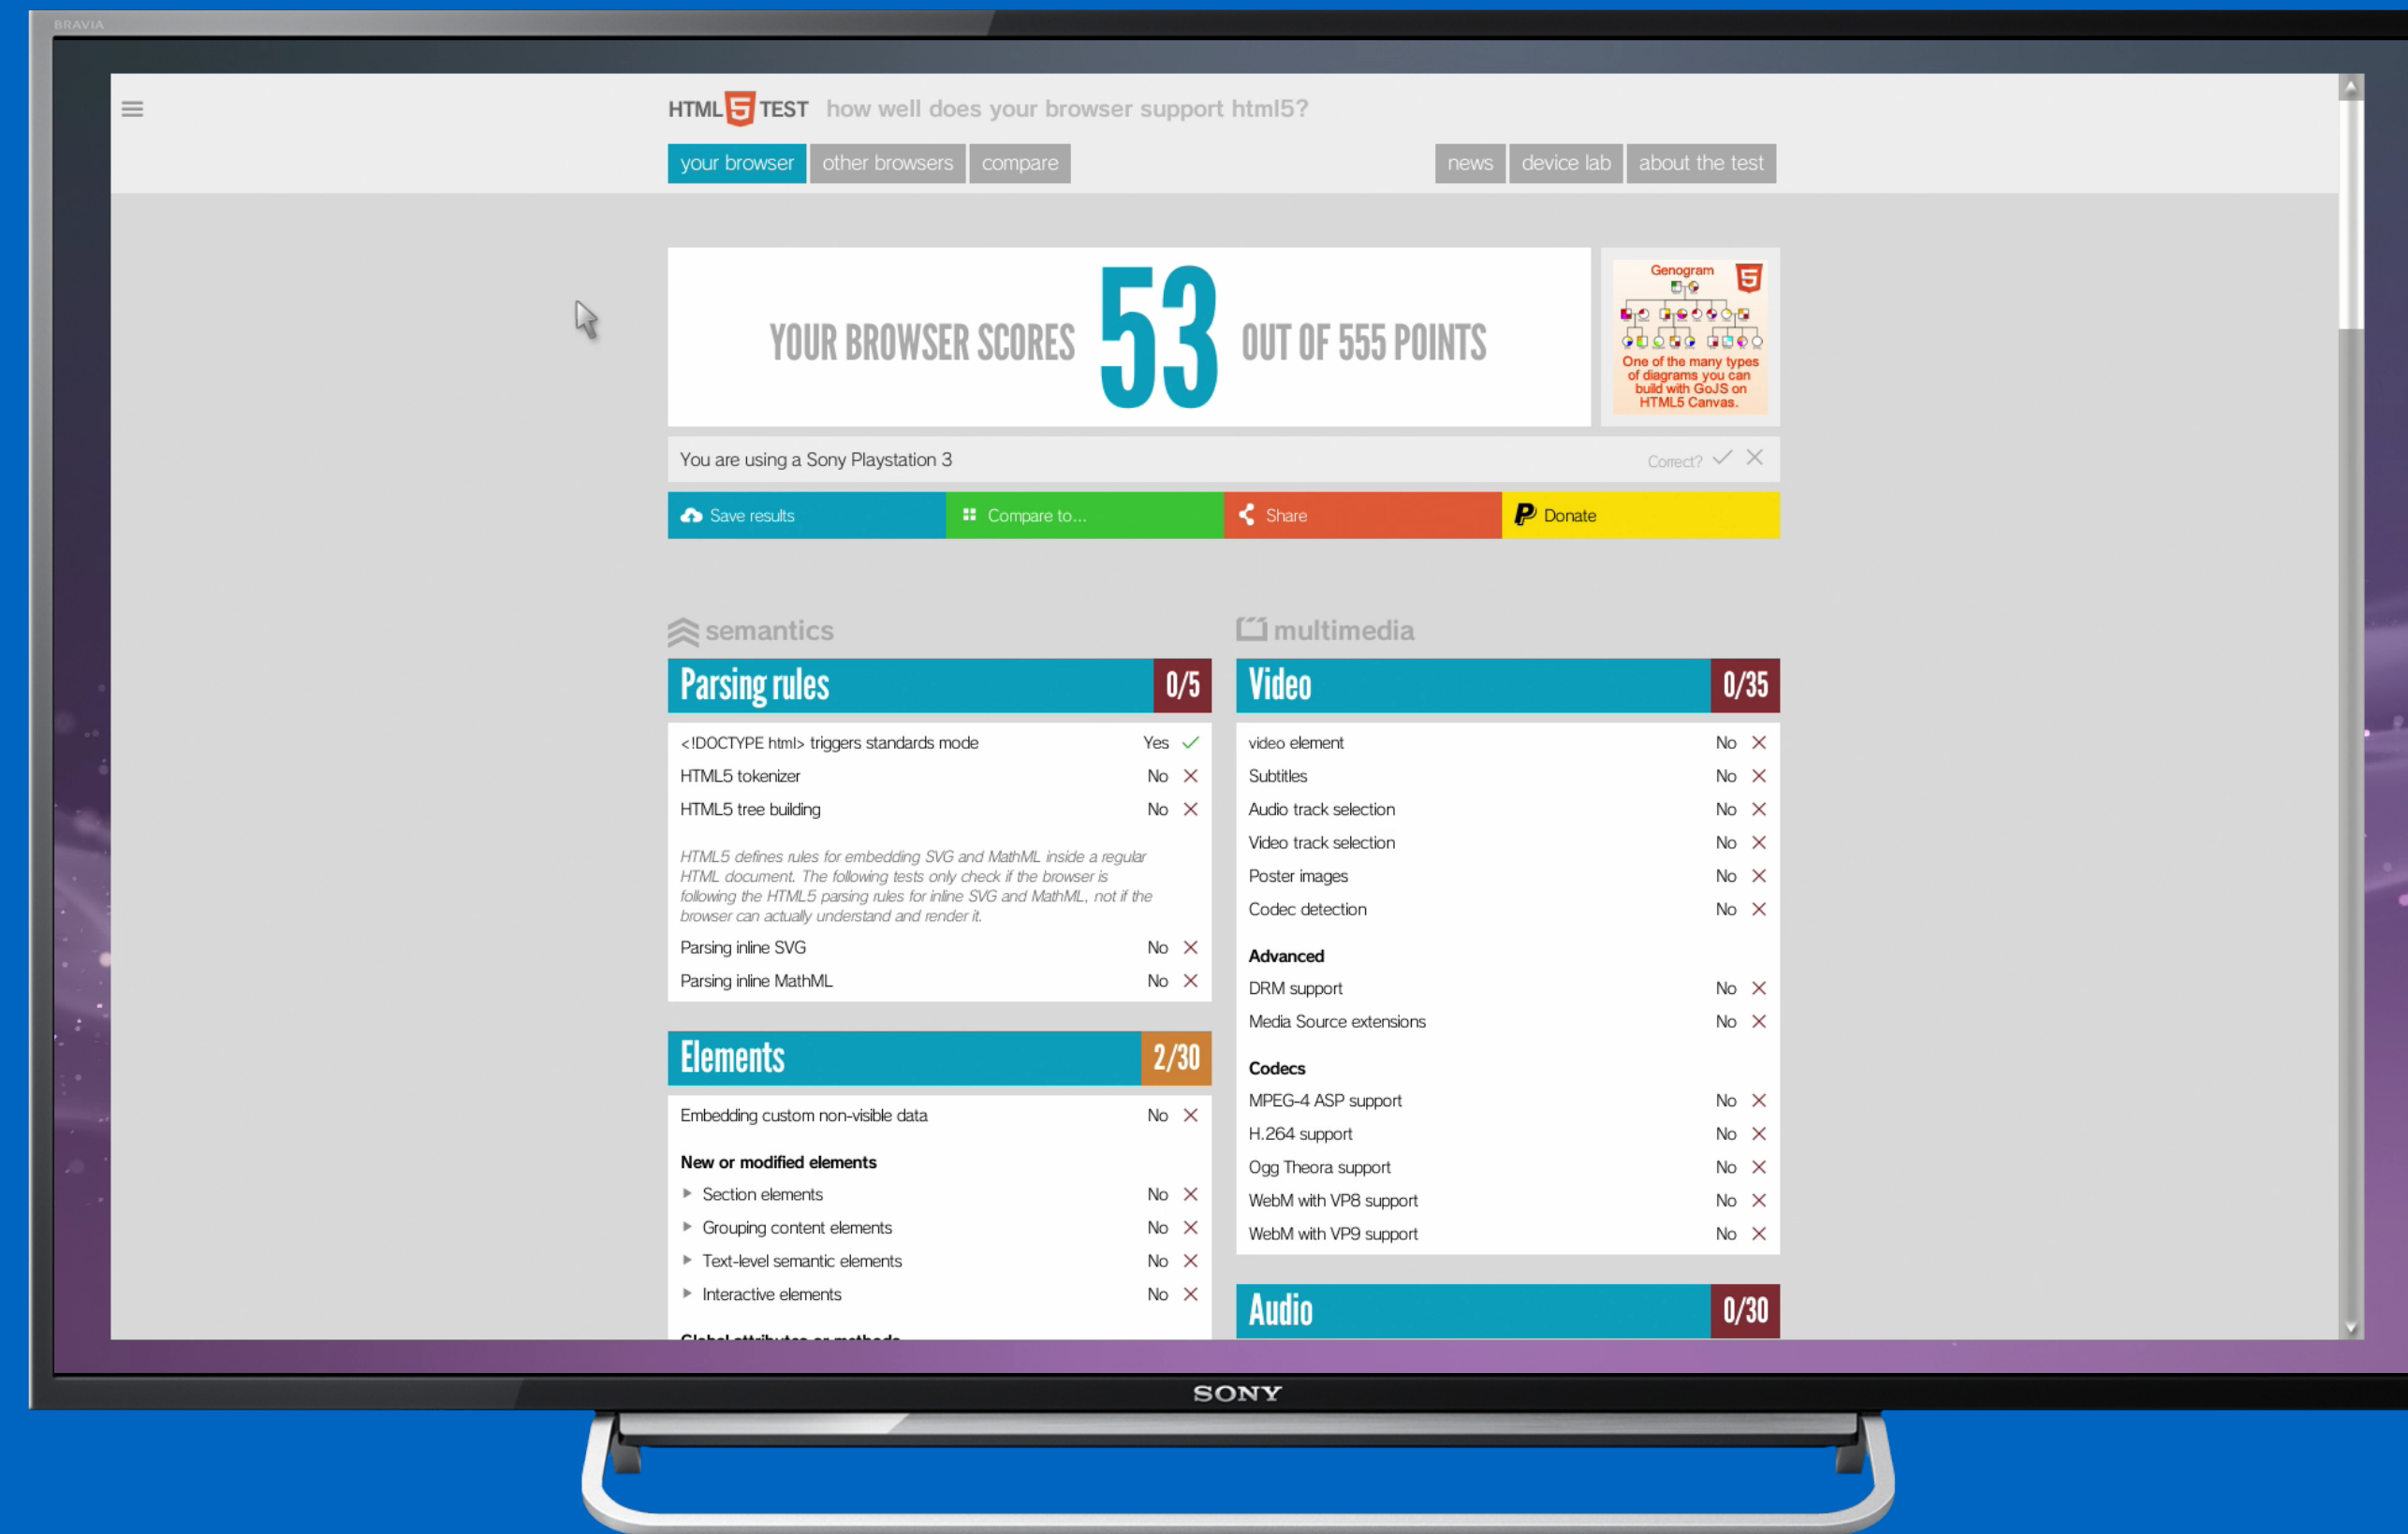 BRAVIA
HTML 5 TEST how well does your browser support html5?
your browser other browsers compare news device lab about the test
YOUR BROWSER SCORES 53 OUT OF 555 POINTS
Genogram 5
One of the many types
of diagrams you can
build with GoJS on
HTML5 Canvas.
You are using a Sony Playstation 3 Correct?
Save results Compare to... Share Donate
semantics
Parsing rules 0/5
<!DOCTYPE html> triggers standards mode Yes
HTML5 tokenizer No
HTML5 tree building No
HTML5 defines rules for embedding SVG and MathML inside a regular
HTML document. The following tests only check if the browser is
following the HTML5 parsing rules for inline SVG and MathML, not if the
browser can actually understand and render it.
Parsing inline SVG No
Parsing inline MathML No
Elements 2/30
Embedding custom non-visible data No
New or modified elements
Section elements No
Grouping content elements No
Text-level semantic elements No
Interactive elements No
Global attributes or methods
multimedia
Video 0/35
video element No
Subtitles No
Audio track selection No
Video track selection No
Poster images No
Codec detection No
Advanced
DRM support No
Media Source extensions No
Codecs
MPEG-4 ASP support No
H.264 support No
Ogg Theora support No
WebM with VP8 support No
WebM with VP9 support No
Audio 0/30
SONY